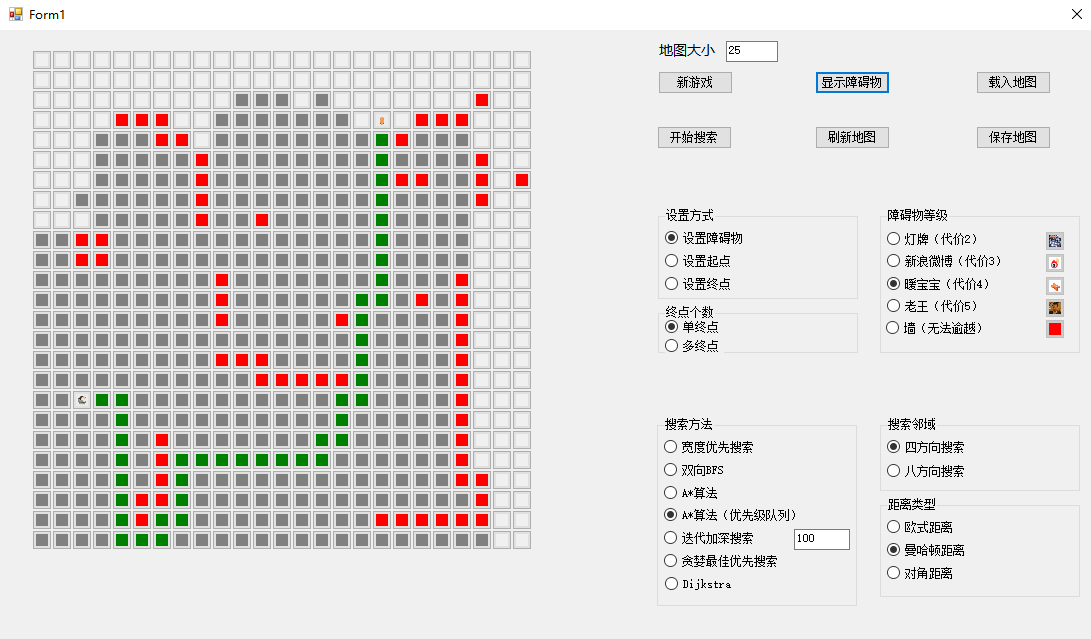 Form1
地图大小 25
新游戏 显示障碍物 载入地图
开始搜索 刷新地图 保存地图
设置方式
设置障碍物
设置起点
设置终点
终点个数
单终点
多终点
障碍物等级
灯牌（代价2）
新浪微博（代价3）
暖宝宝（代价4）
老王（代价5）
墙（无法逾越）
搜索方法
宽度优先搜索
双向BFS
A*算法
A*算法（优先级队列）
迭代加深搜索 100
贪婪最佳优先搜索
Dijkstra
搜索邻域
四方向搜索
八方向搜索
距离类型
欧式距离
曼哈顿距离
对角距离